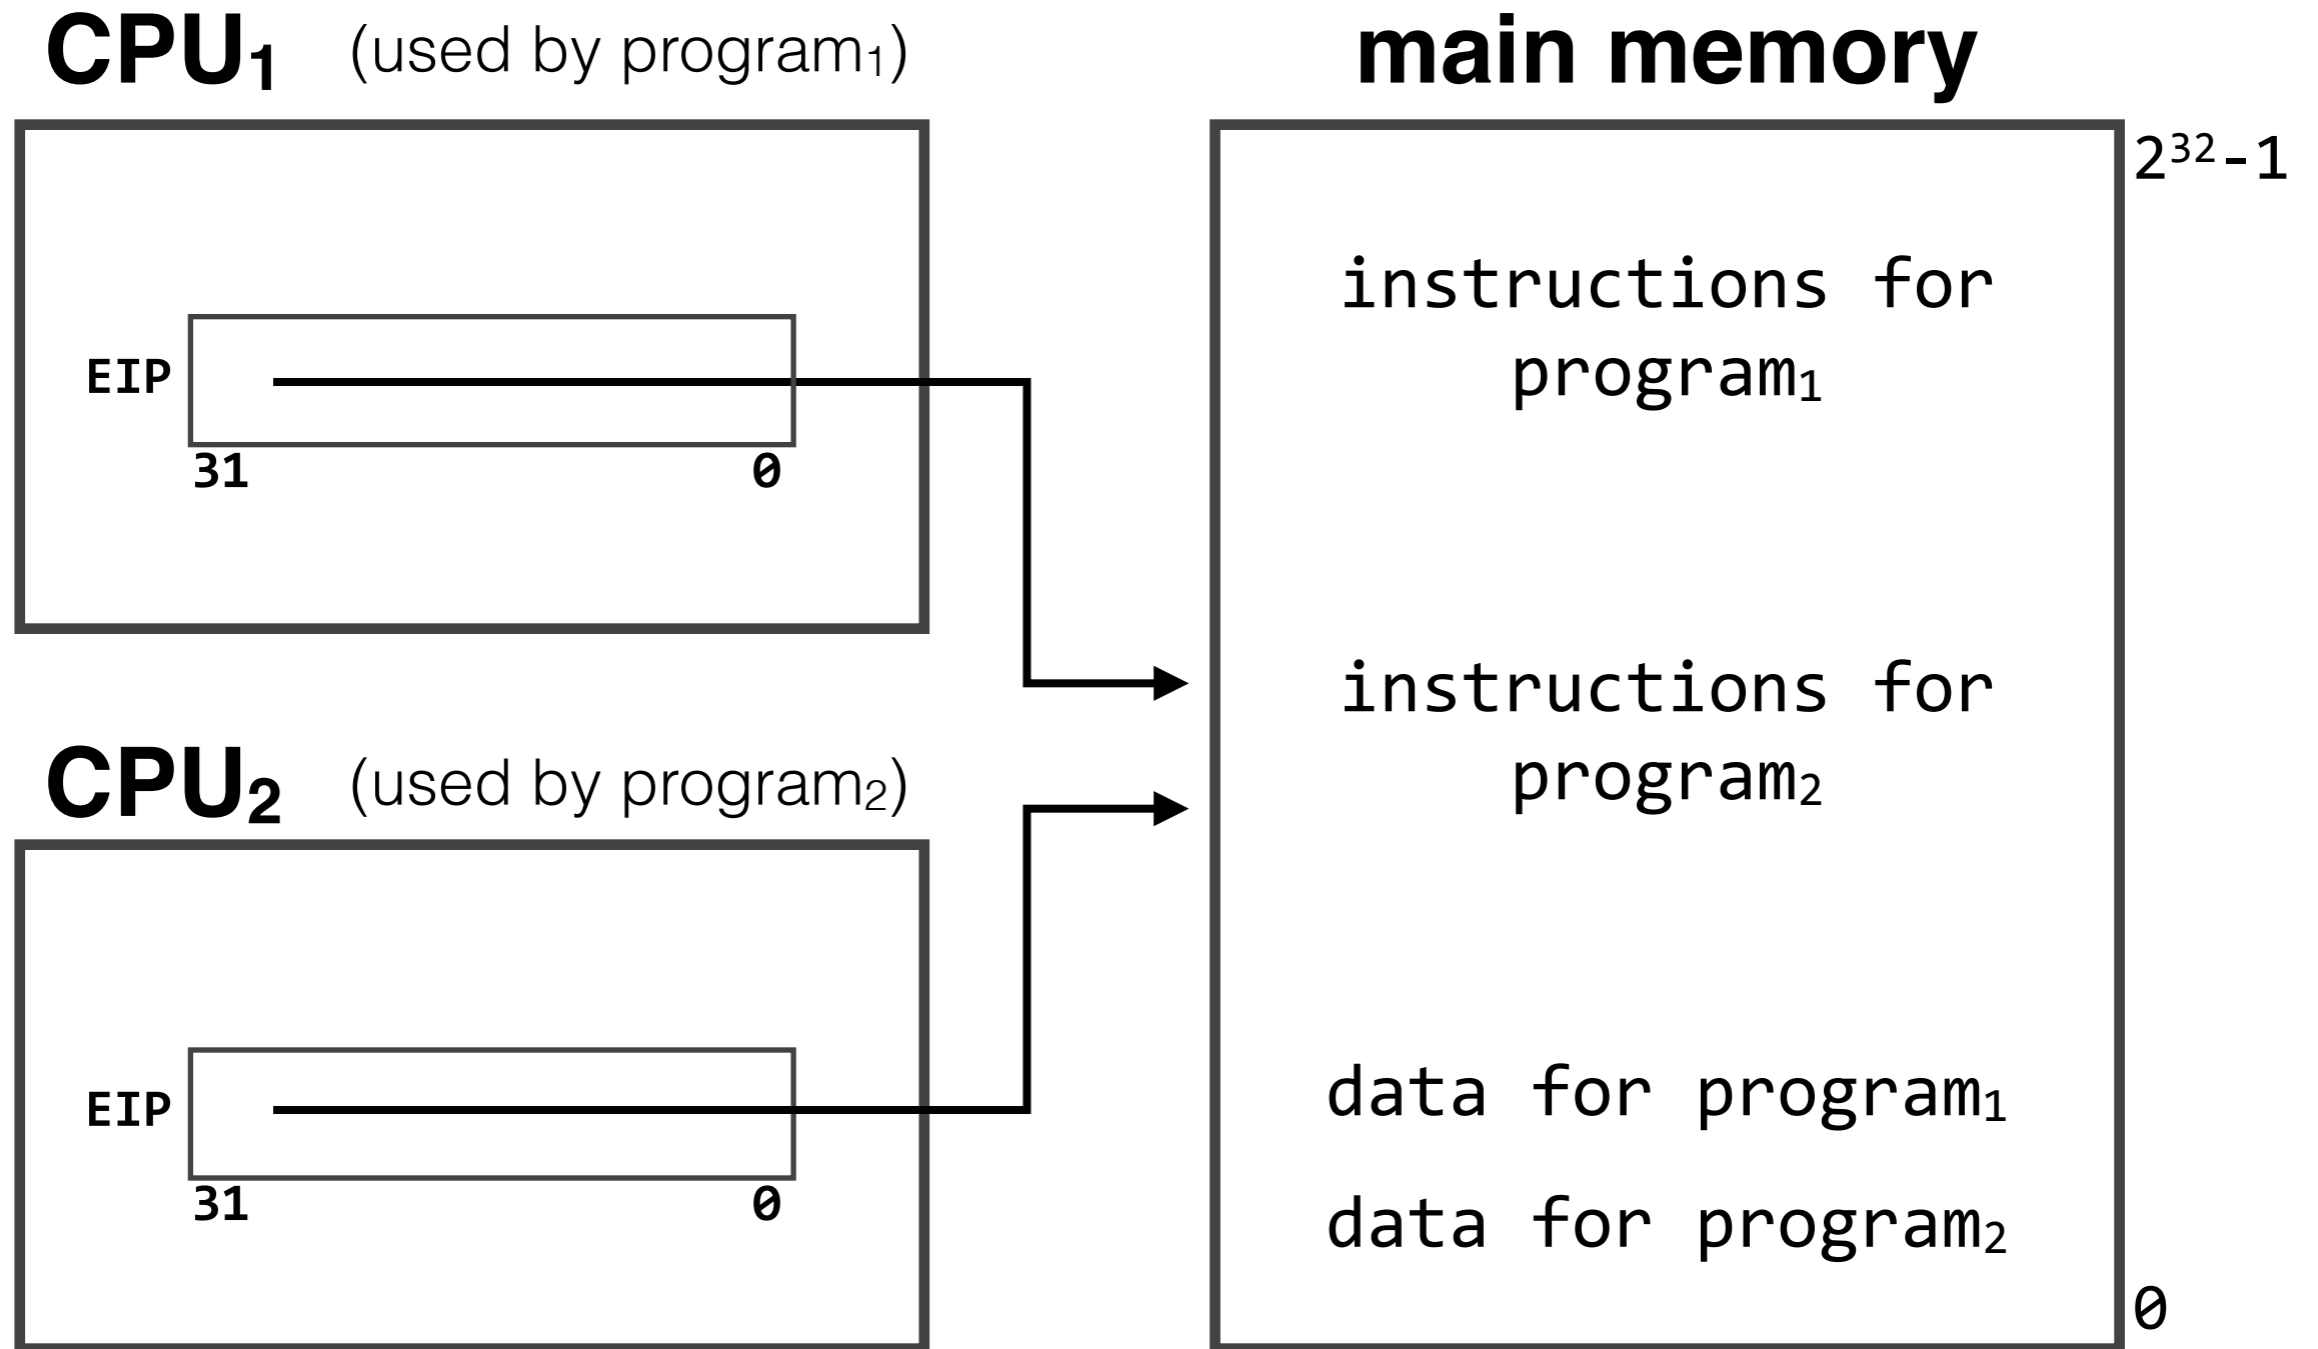 CPU₁ (used by program₁)
EIP
31 0
CPU₂ (used by program₂)
EIP
31 0
main memory
2³²-1
instructions for
program₁
instructions for
program₂
data for program₁
data for program₂
0